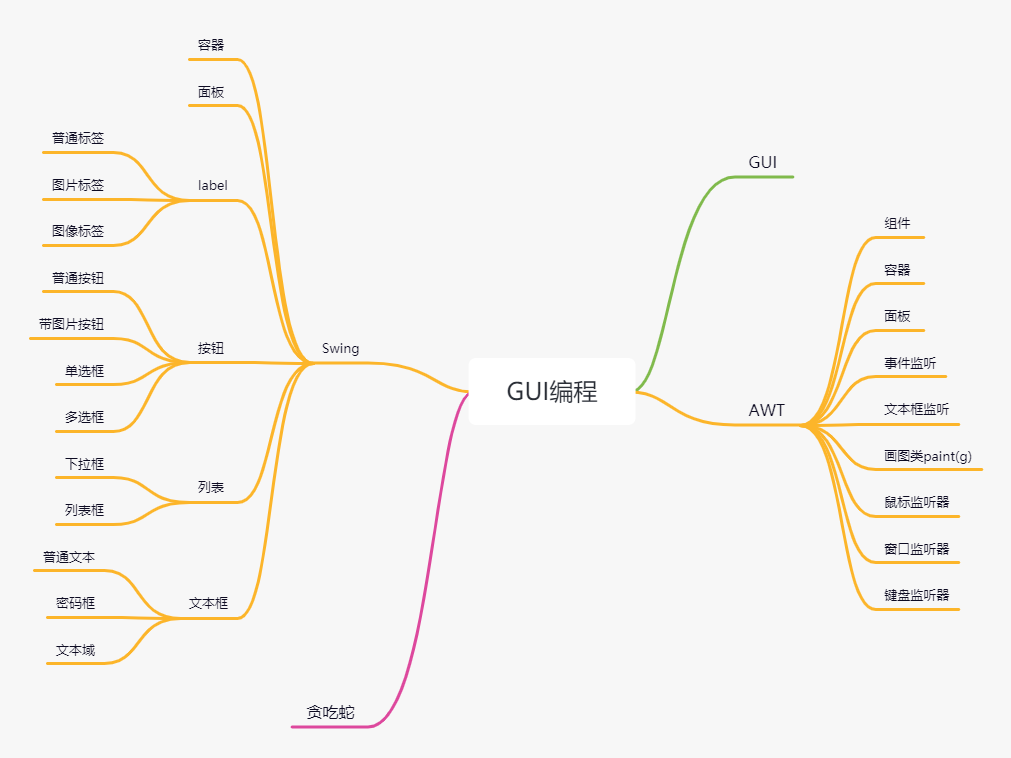 GUI编程
GUI
AWT
组件
容器
面板
事件监听
文本框监听
画图类paint(g)
鼠标监听器
窗口监听器
键盘监听器
Swing
容器
面板
label
普通标签
图片标签
图像标签
按钮
普通按钮
带图片按钮
单选框
多选框
列表
下拉框
列表框
文本框
普通文本
密码框
文本域
贪吃蛇